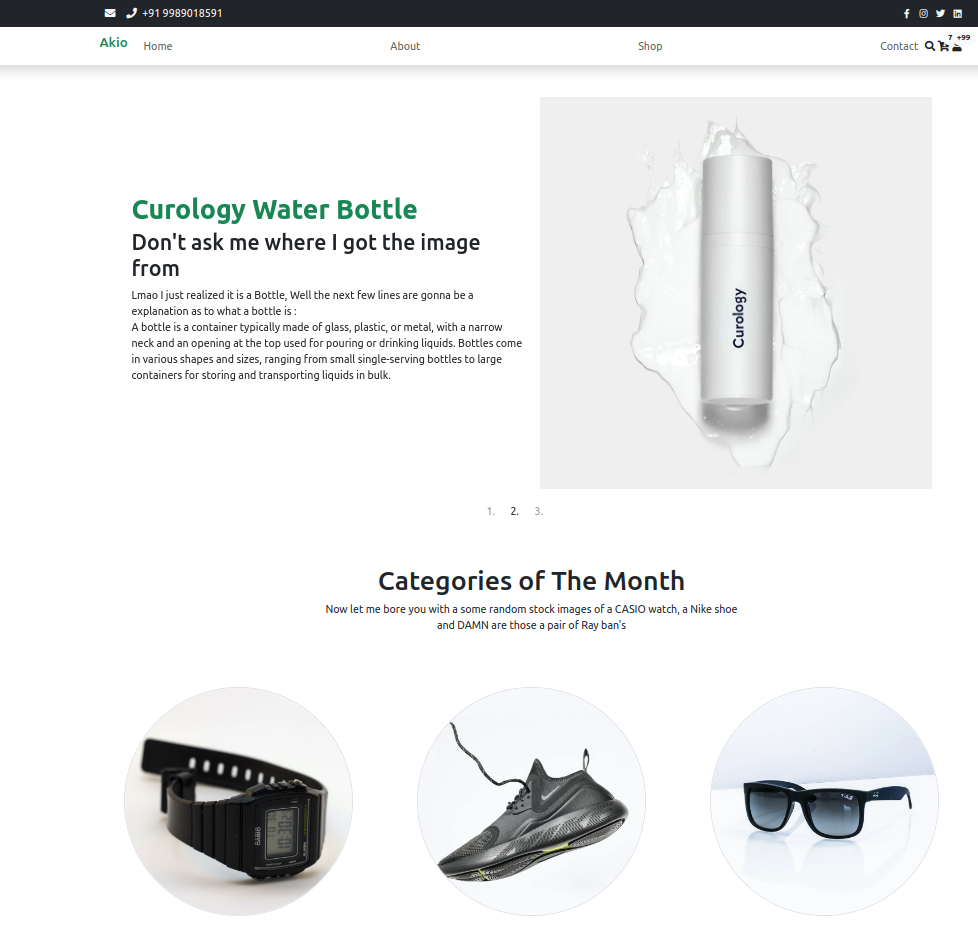 +91 9989018591
Akio
Home
About
Shop
Contact
7
+99
Curology Water Bottle
Don't ask me where I got the image
from
Lmao I just realized it is a Bottle, Well the next few lines are gonna be a
explanation as to what a bottle is :
A bottle is a container typically made of glass, plastic, or metal, with a narrow
neck and an opening at the top used for pouring or drinking liquids. Bottles come
in various shapes and sizes, ranging from small single-serving bottles to large
containers for storing and transporting liquids in bulk.
Curology
1.
2.
3.
Categories of The Month
Now let me bore you with a some random stock images of a CASIO watch, a Nike shoe
and DAMN are those a pair of Ray ban's
CASIO